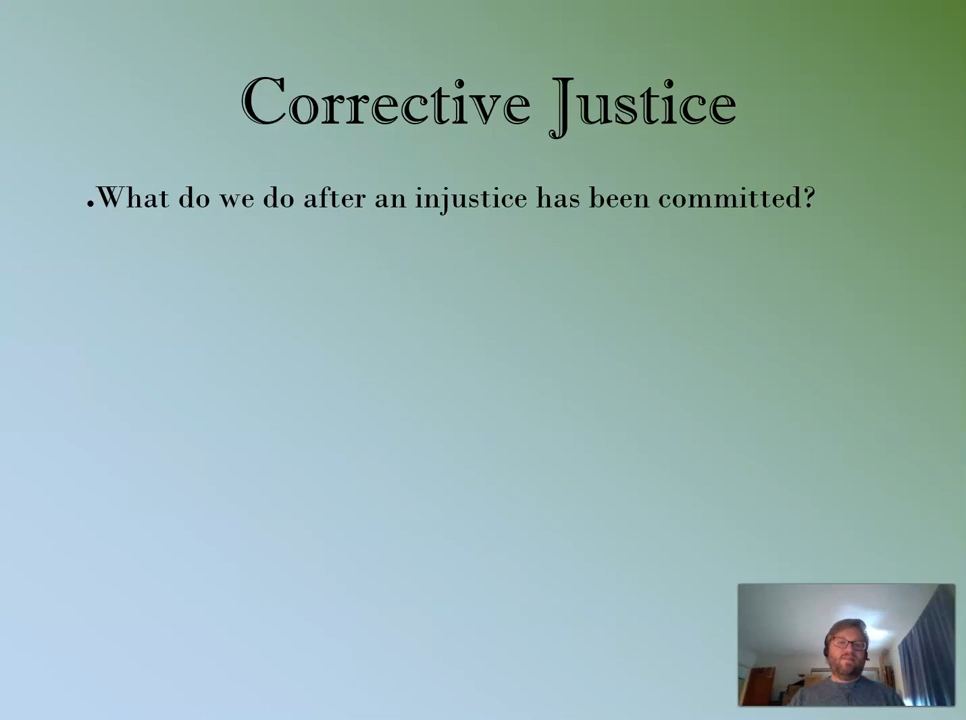 Corrective Justice
.What do we do after an injustice has been committed?